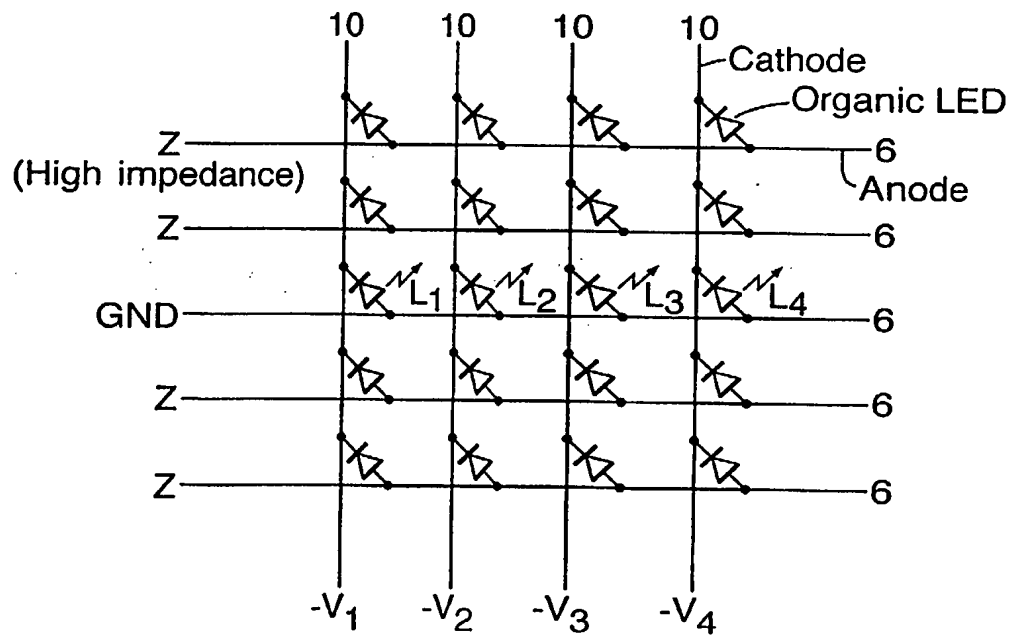 10 10 10 10
Cathode
Organic LED
Z 6
(High impedance)
Anode
Z 6
GND L1 L2 L3 L4 6
Z 6
Z 6
-V1 -V2 -V3 -V4